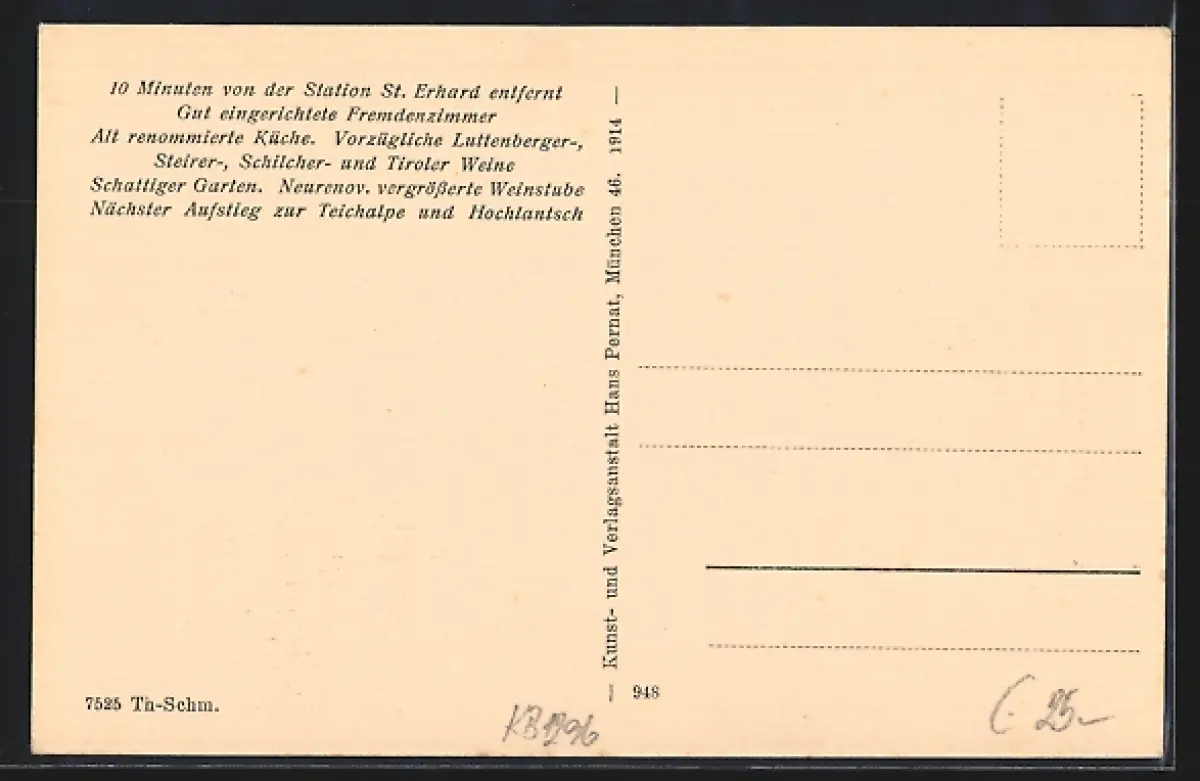 10 Minuten von der Station St. Erhard entfernt
Gut eingerichtete Fremdenzimmer
Alt renommierte Küche. Vorzügliche Luttenberger-,
Steirer-, Schilcher- und Tiroler Weine
Schattiger Garten. Neurenov. vergrößerte Weinstube
Nächster Aufstieg zur Teichalpe und Hochlantsch
— Kunst- und Verlagsanstalt Hans Pernat, München 46. 1914 —
948
7525 Th-Schm.
25-